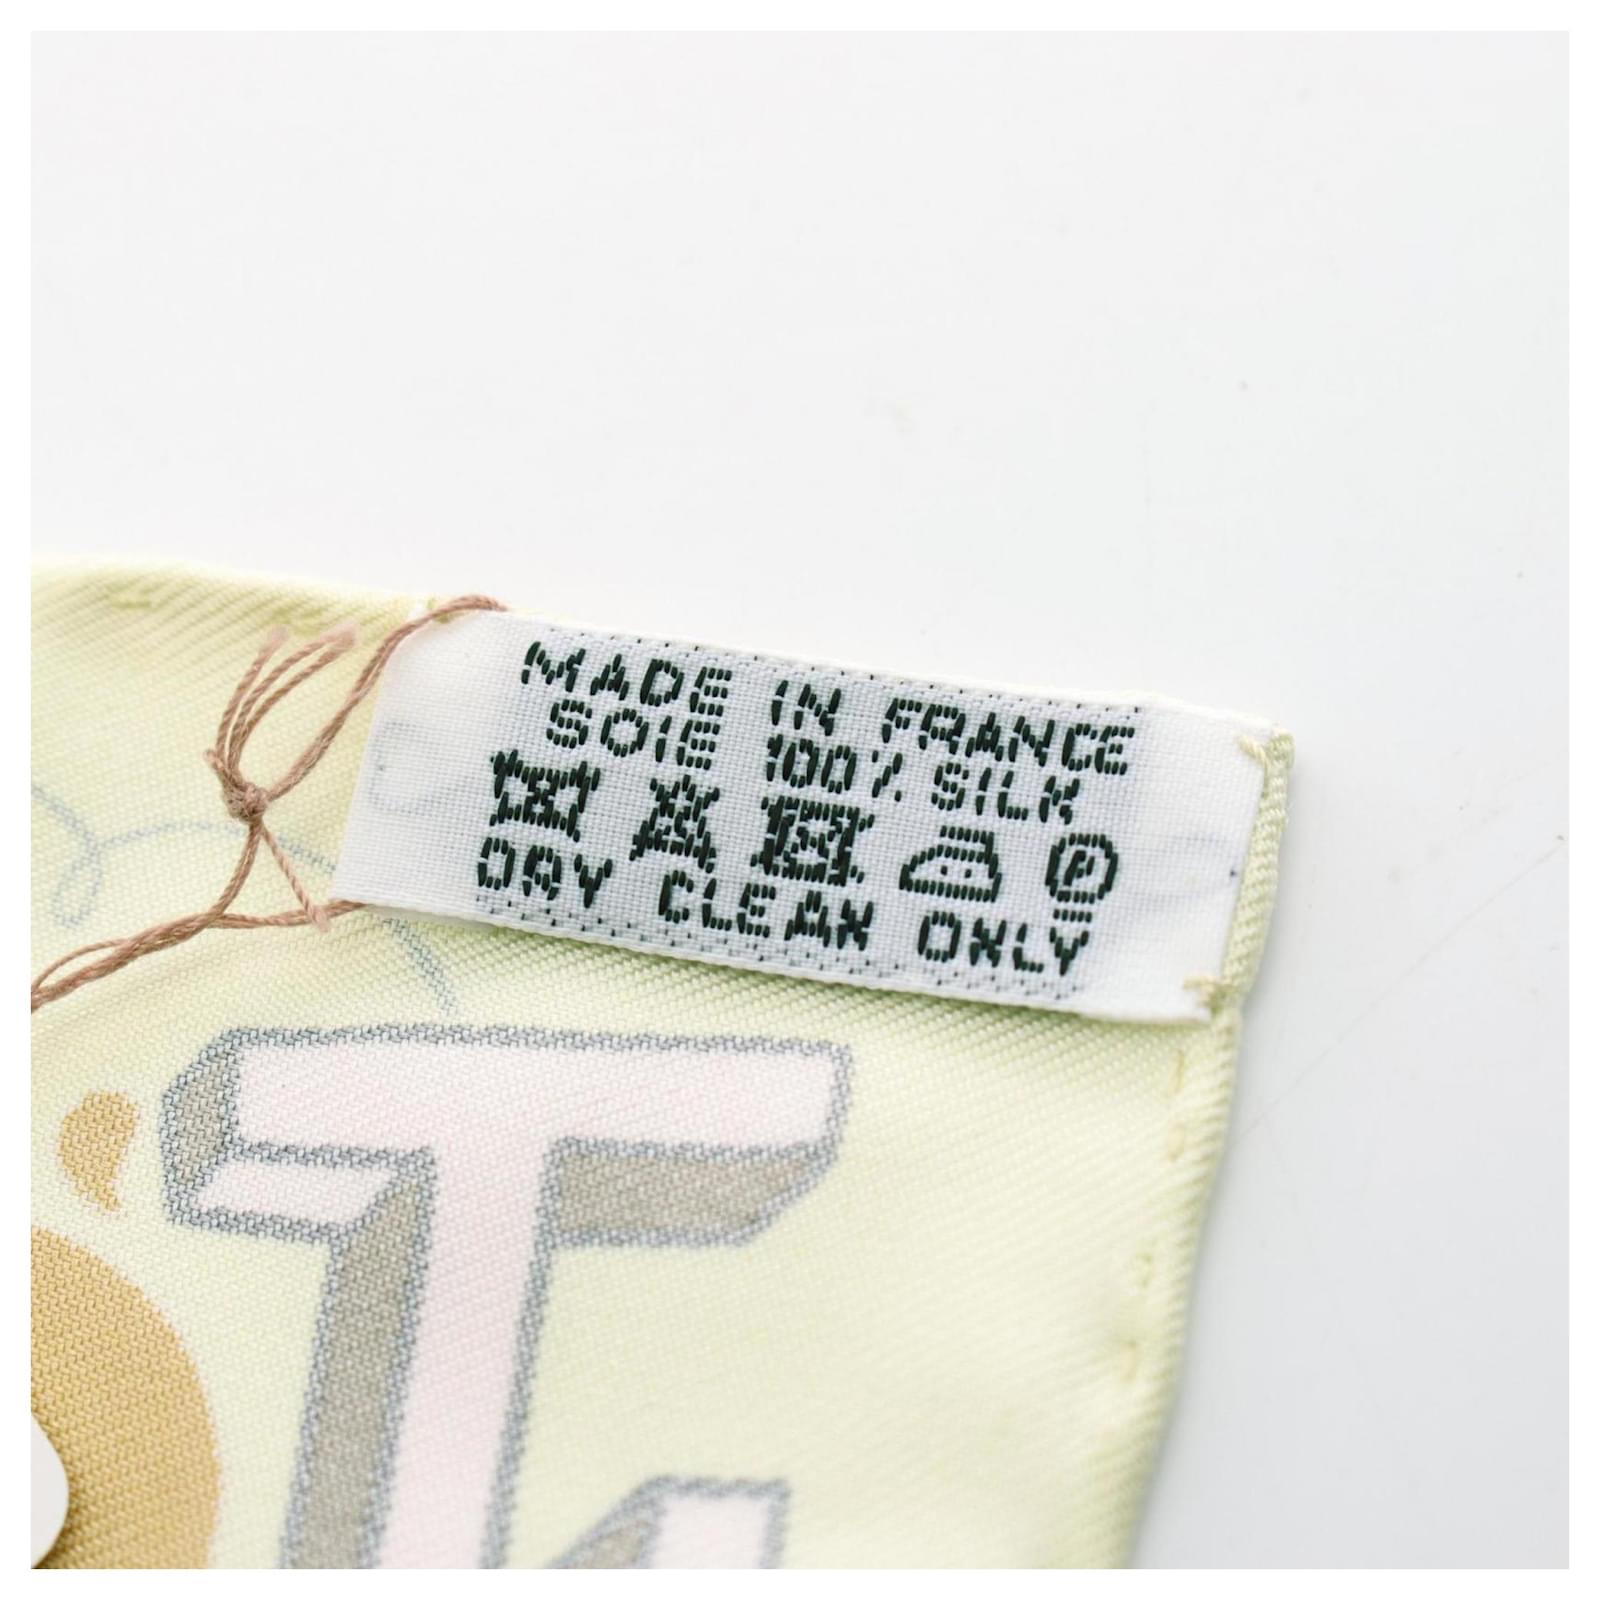 MADE IN FRANCE
SOIE 100% SILK
P
DRY CLEAN ONLY
T